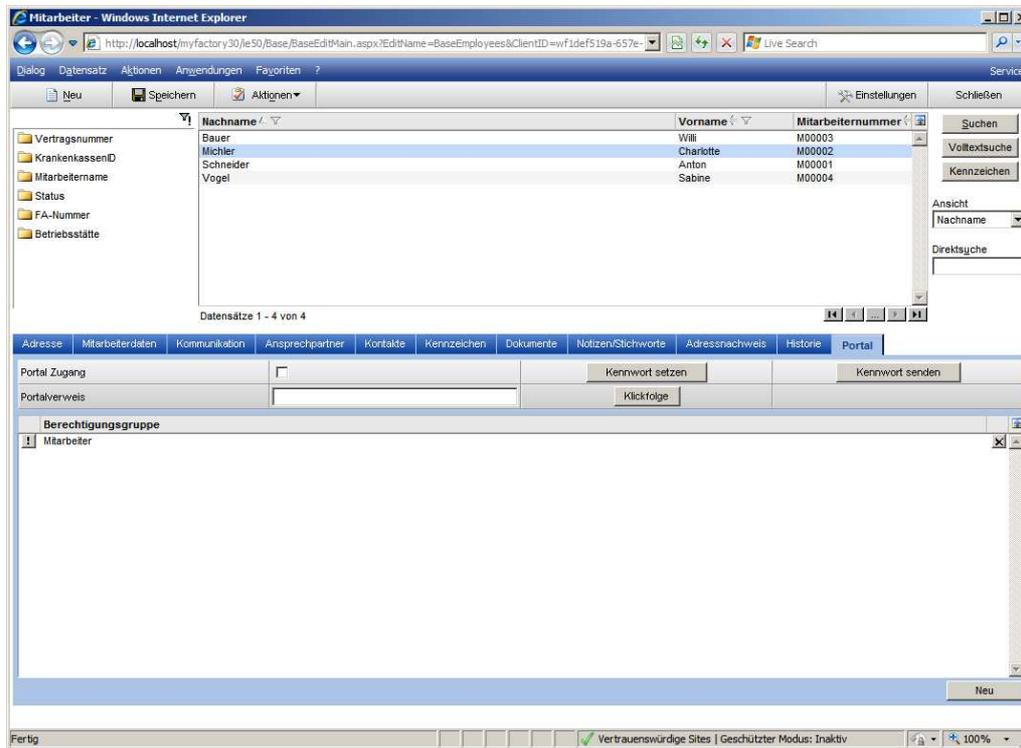 Mitarbeiter - Windows Internet Explorer
http://localhost/myfactory30/ie50/Base/BaseEditMain.aspx?EditName=BaseEmployees&ClientID=wf1def519a-657e-
Live Search
Dialog Datensatz Aktionen Anwendungen Favoriten ? Service
Neu Speichern Aktionen Einstellungen Schließen
Vertragsnummer
KrankenkassenID
Mitarbeitername
Status
FA-Nummer
Betriebsstätte
Nachname Vorname Mitarbeiternummer
Bauer Willi M00003
Michler Charlotte M00002
Schneider Anton M00001
Vogel Sabine M00004
Datensätze 1 - 4 von 4
...
Suchen
Volltextsuche
Kennzeichen
Ansicht
Nachname
Direktsuche
Adresse Mitarbeiterdaten Kommunikation Ansprechpartner Kontakte Kennzeichen Dokumente Notizen/Stichworte Adressnachweis Historie Portal
Portal Zugang Kennwort setzen Kennwort senden
Portalverweis Klickfolge
Berechtigungsgruppe
! Mitarbeiter
Neu
Fertig Vertrauenswürdige Sites | Geschützter Modus: Inaktiv 100%